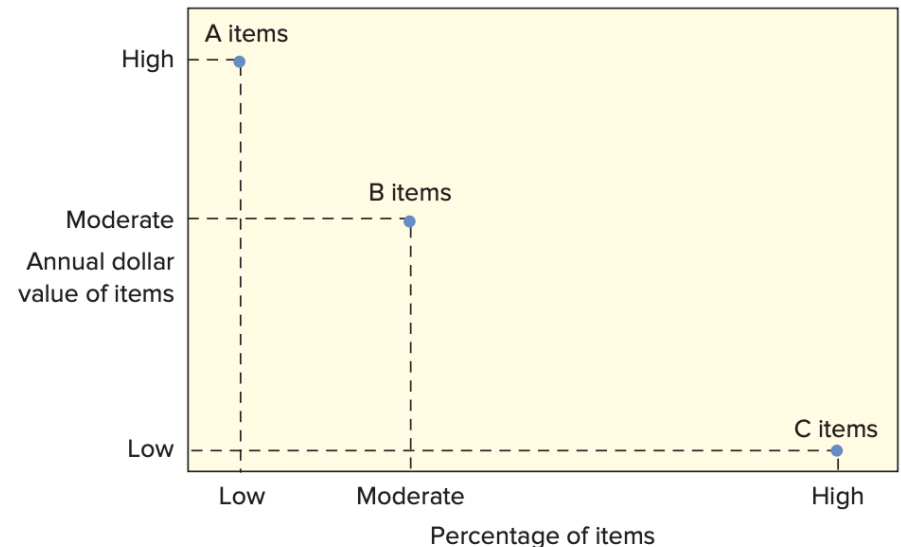 A items
High
B items
Moderate
Annual dollar
value of items
C items
Low
Low Moderate High
Percentage of items